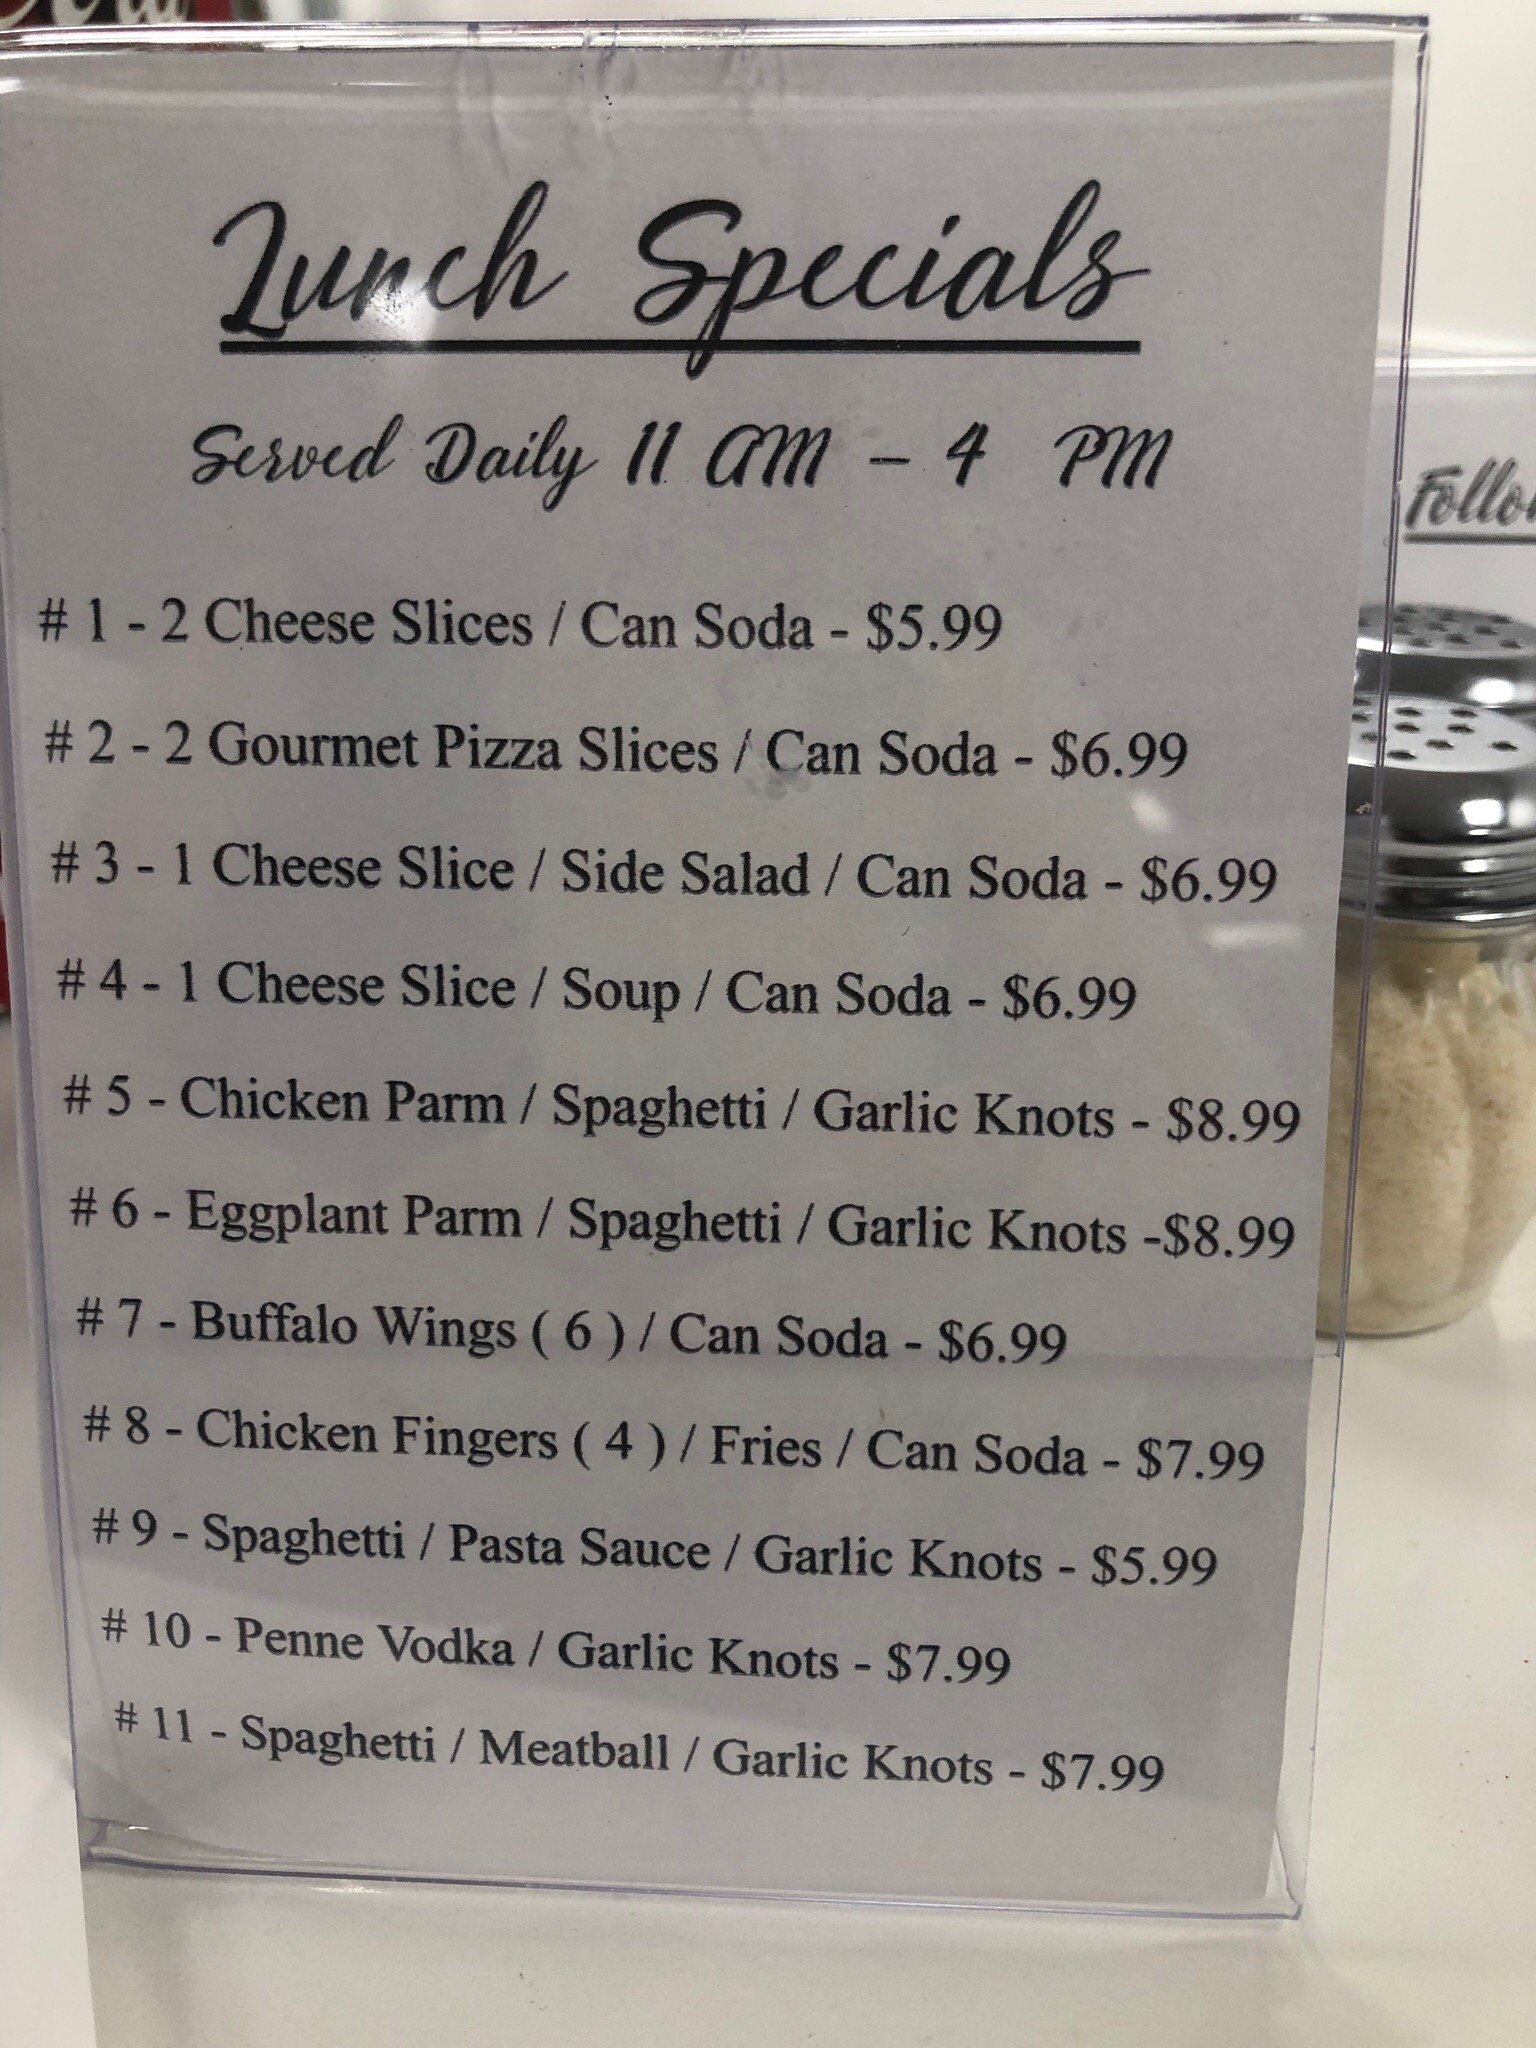 Lunch Specials
Served Daily 11 AM – 4 PM
# 1 - 2 Cheese Slices / Can Soda - $5.99
# 2 - 2 Gourmet Pizza Slices / Can Soda - $6.99
# 3 - 1 Cheese Slice / Side Salad / Can Soda - $6.99
# 4 - 1 Cheese Slice / Soup / Can Soda - $6.99
# 5 - Chicken Parm / Spaghetti / Garlic Knots - $8.99
# 6 - Eggplant Parm / Spaghetti / Garlic Knots -$8.99
# 7 - Buffalo Wings ( 6 ) / Can Soda - $6.99
# 8 - Chicken Fingers ( 4 ) / Fries / Can Soda - $7.99
# 9 - Spaghetti / Pasta Sauce / Garlic Knots - $5.99
# 10 - Penne Vodka / Garlic Knots - $7.99
# 11 - Spaghetti / Meatball / Garlic Knots - $7.99